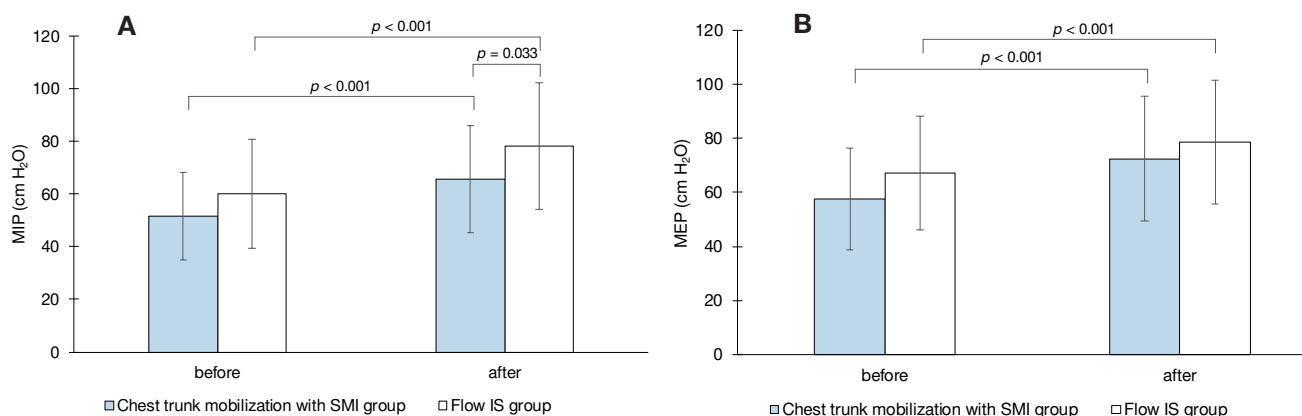 A
p < 0.001
p = 0.033
p < 0.001
120
100
80
60
40
20
0
MIP (cm H₂O)
before
after
Chest trunk mobilization with SMI group
Flow IS group
B
p < 0.001
p < 0.001
120
100
80
60
40
20
0
MEP (cm H₂O)
before
after
Chest trunk mobilization with SMI group
Flow IS group